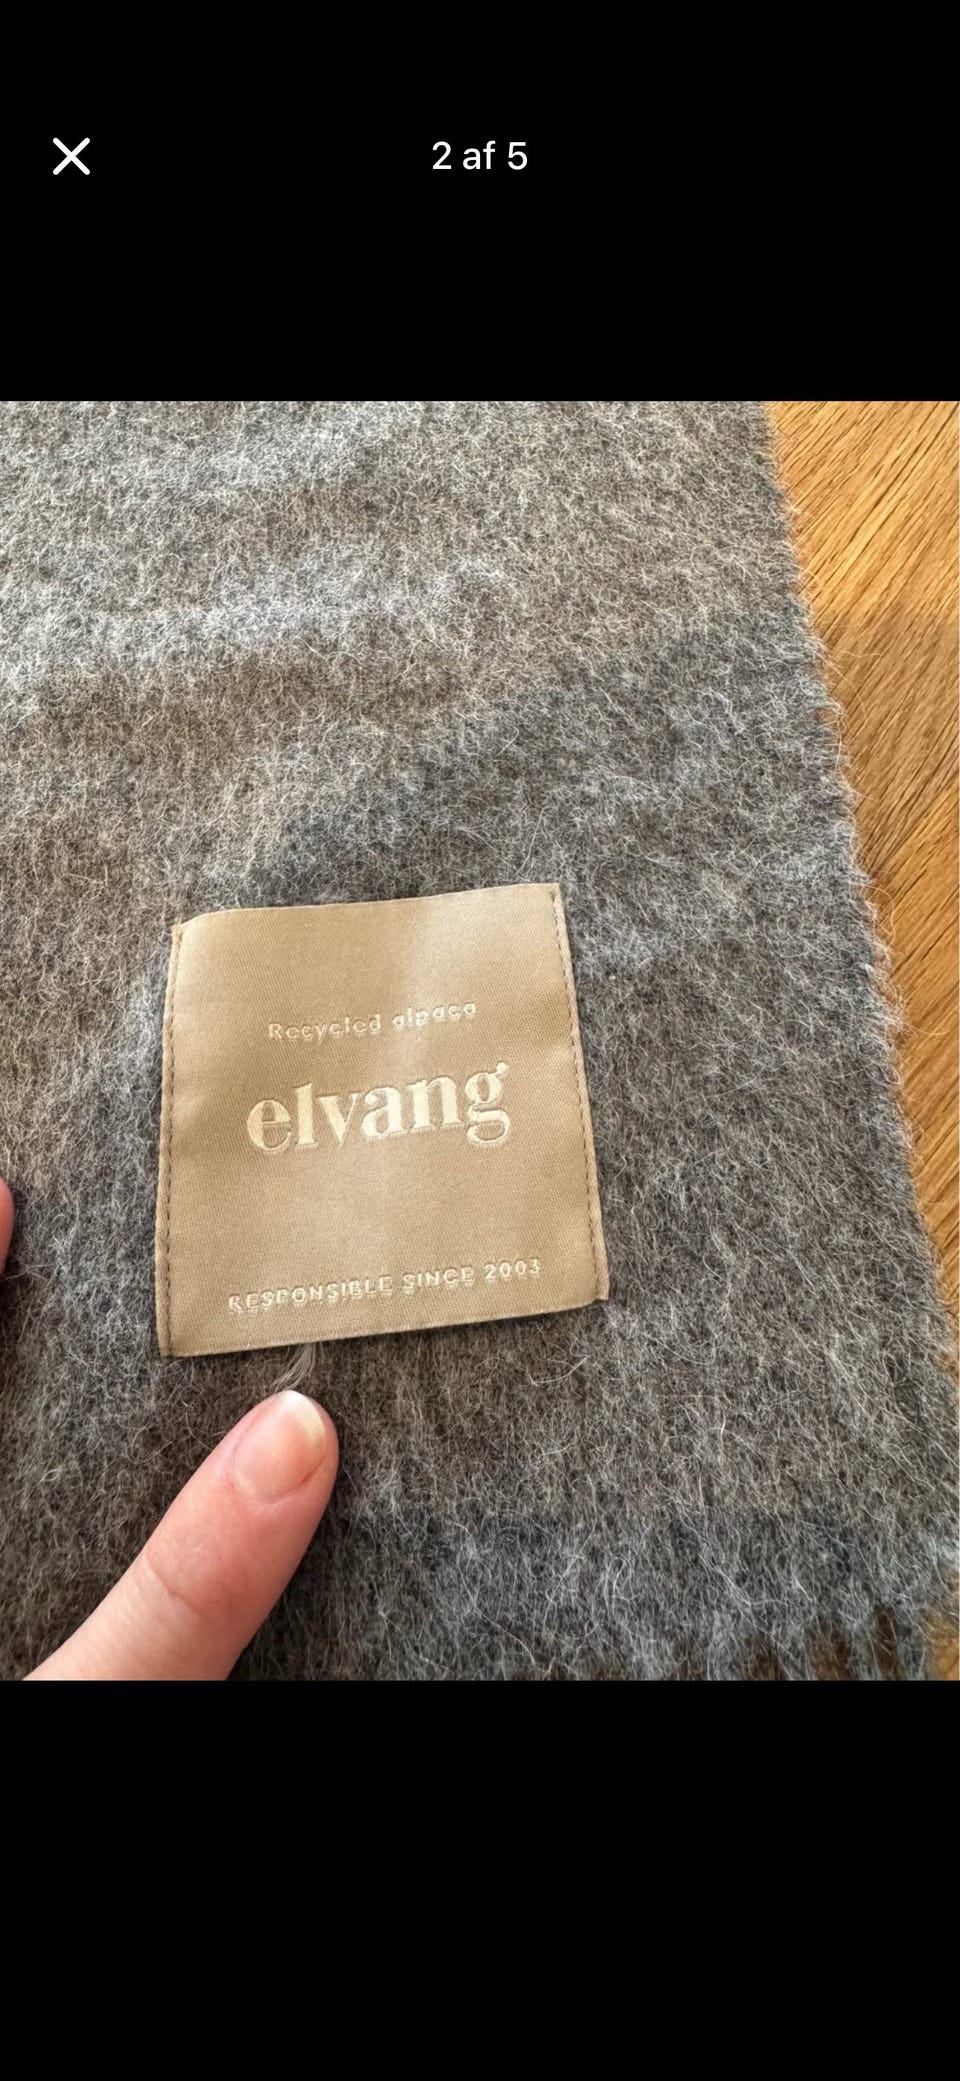 2 af 5
Recycled alpaca
elvang
RESPONSIBLE SINCE 2003